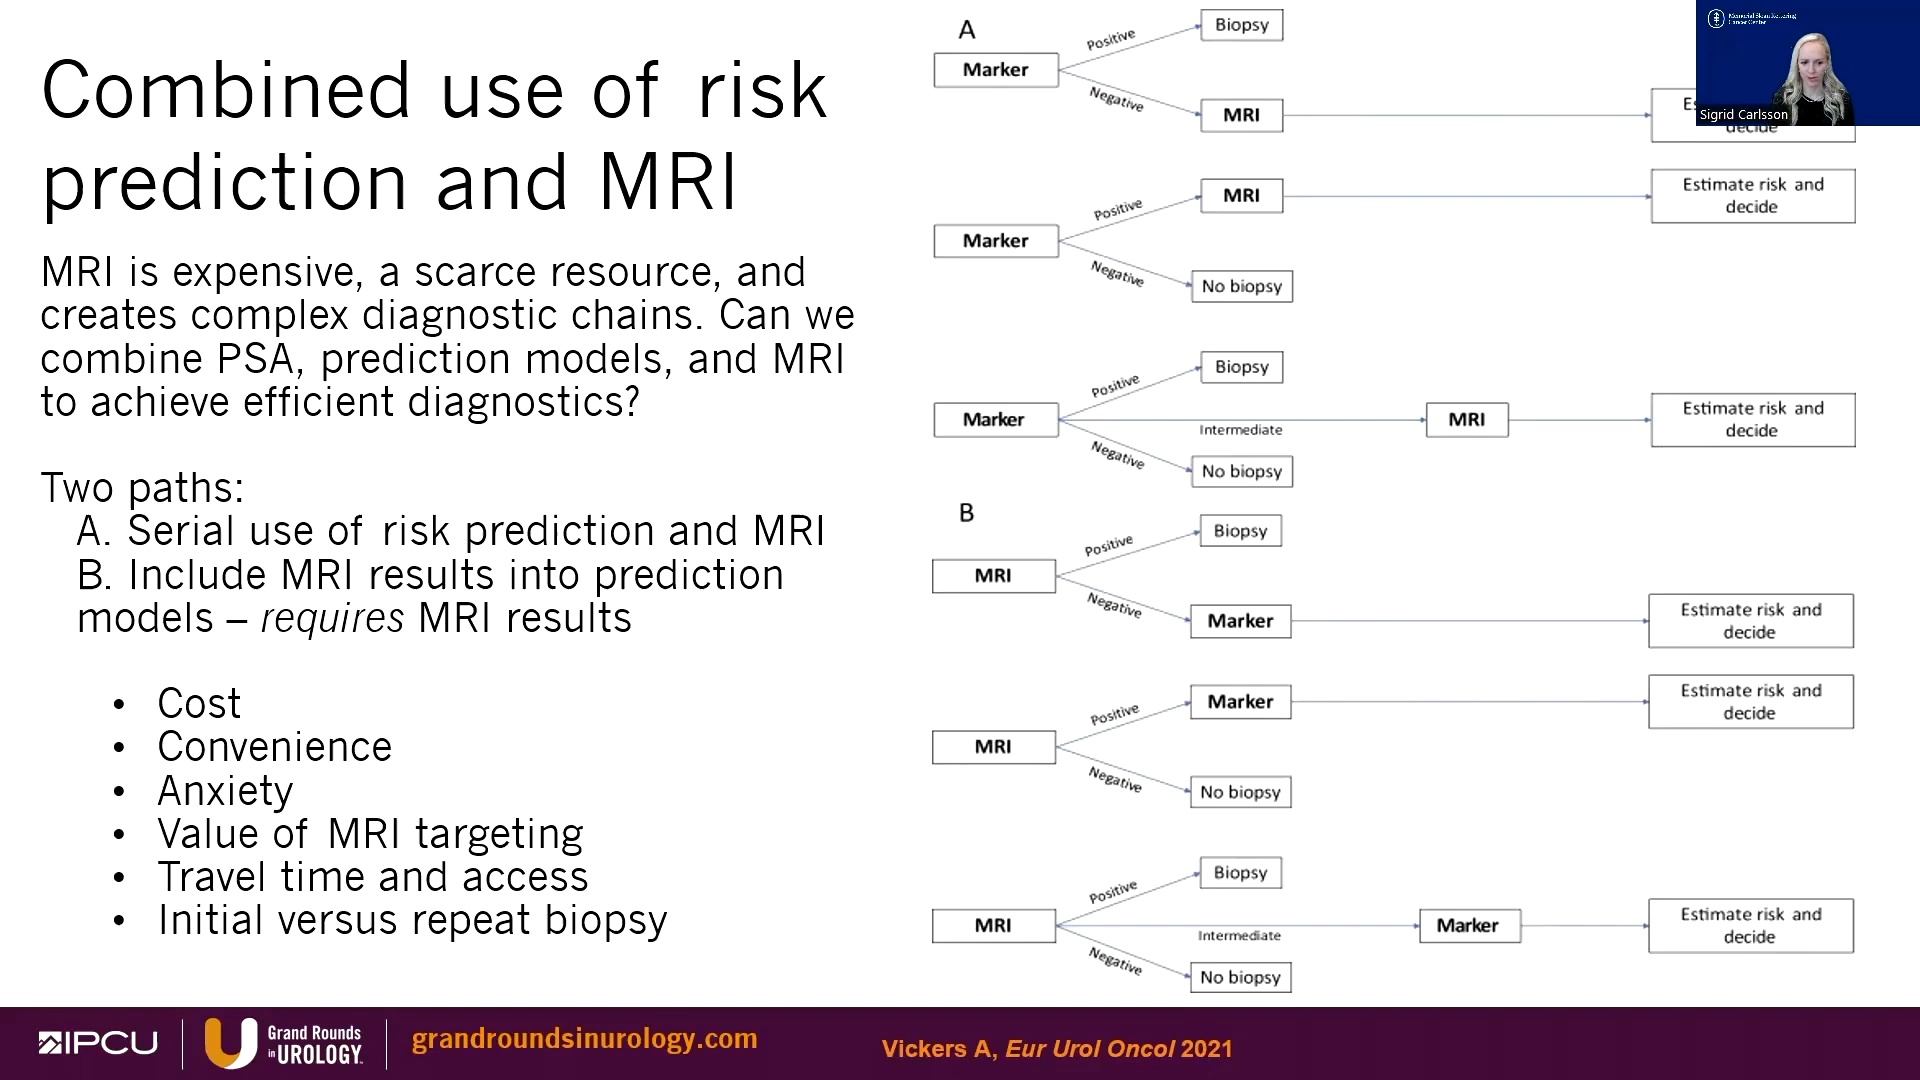 Combined use of risk
prediction and MRI
MRI is expensive, a scarce resource, and
creates complex diagnostic chains. Can we
combine PSA, prediction models, and MRI
to achieve efficient diagnostics?
Two paths:
A. Serial use of risk prediction and MRI
B. Include MRI results into prediction
models – requires MRI results
• Cost
• Convenience
• Anxiety
• Value of MRI targeting
• Travel time and access
• Initial versus repeat biopsy
A
Marker
Positive
Biopsy
Negative
MRI
decide
Marker
Positive
MRI
Estimate risk and
decide
Negative
No biopsy
Marker
Positive
Biopsy
Intermediate
MRI
Estimate risk and
decide
Negative
No biopsy
B
MRI
Positive
Biopsy
Negative
Marker
Estimate risk and
decide
MRI
Positive
Marker
Estimate risk and
decide
Negative
No biopsy
MRI
Positive
Biopsy
Intermediate
Marker
Estimate risk and
decide
Negative
No biopsy
Memorial Sloan Kettering
Cancer Center
Sigrid Carlsson
IPCU
Grand Rounds
in UROLOGY
grandroundsinurology.com
Vickers A, Eur Urol Oncol 2021